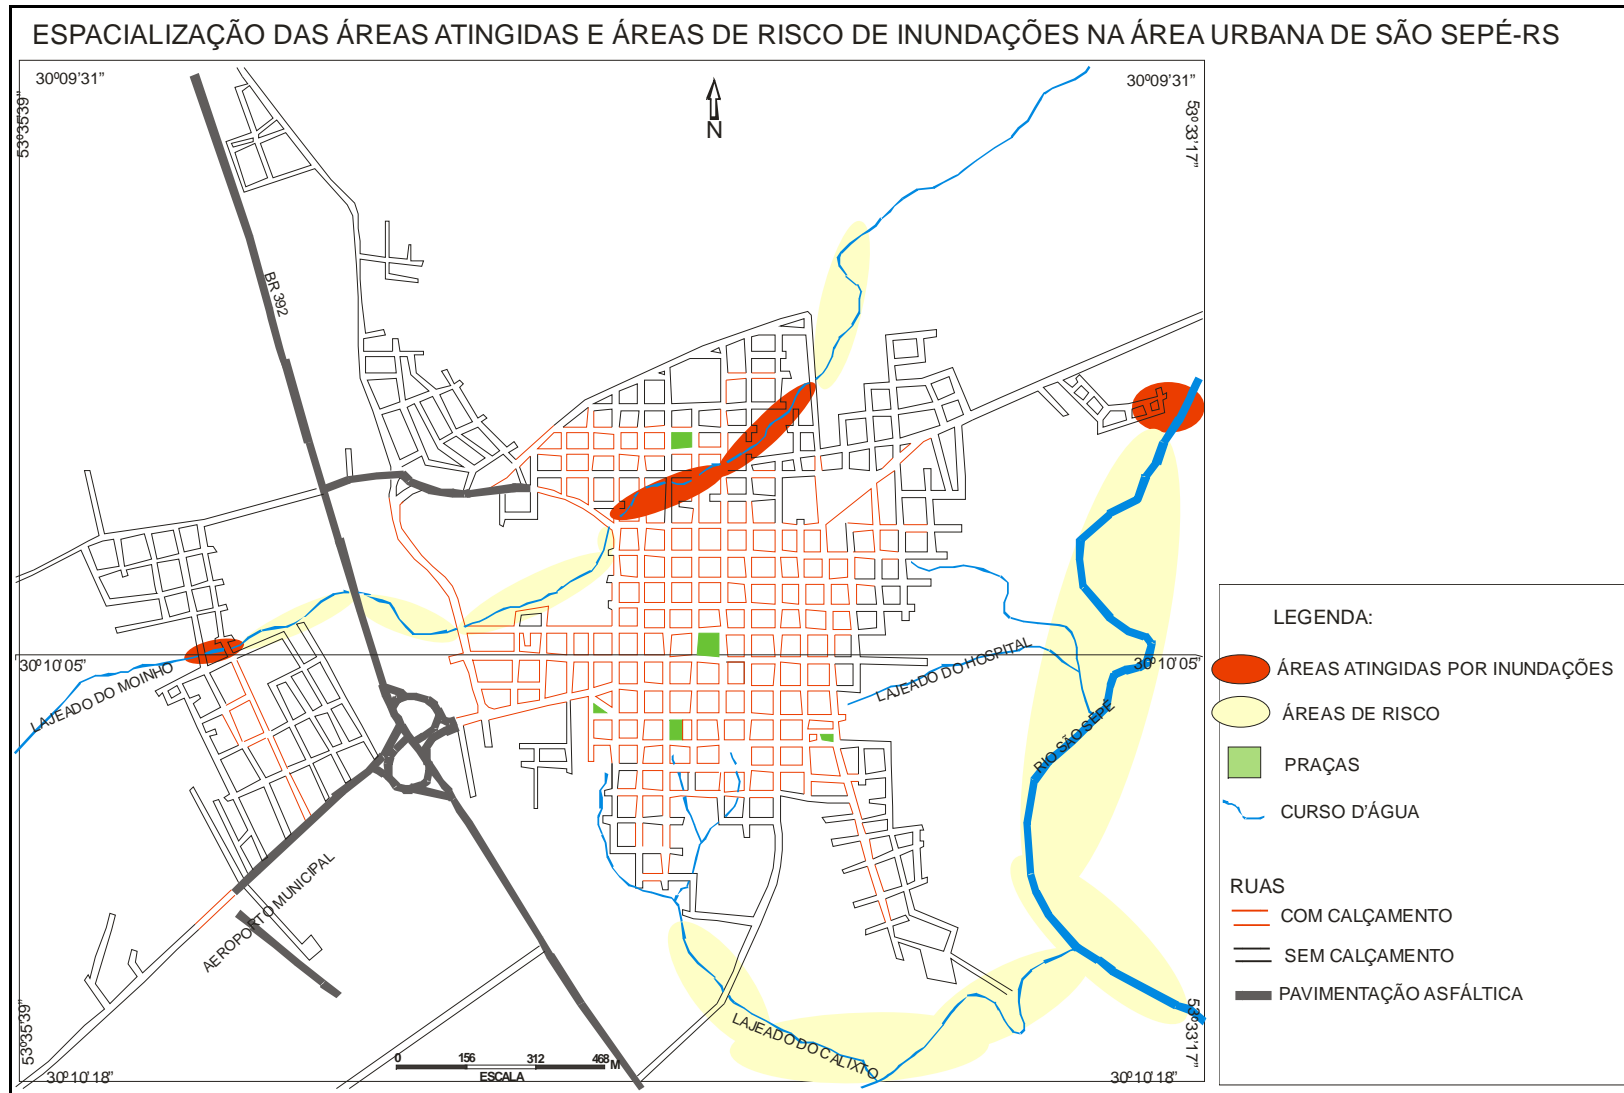 ESPACIALIZAÇÃO DAS ÁREAS ATINGIDAS E ÁREAS DE RISCO DE INUNDAÇÕES NA ÁREA URBANA DE SÃO SEPÉ-RS
30º09'31"
30º09'31"
53º35'39"
53º33'17"
N
BR 392
30º10'05"
30º10'05"
LAJEADO DO MOINHO
LAJEADO DO HOSPITAL
RIO SÃO SEPÉ
AEROPORTO MUNICIPAL
LAJEADO DO CALIXTO
53º35'39"
53º33'17"
0 156 312 468 M
ESCALA
30º10'18"
30º10'18"
LEGENDA:
ÁREAS ATINGIDAS POR INUNDAÇÕES
ÁREAS DE RISCO
PRAÇAS
CURSO D'ÁGUA
RUAS
COM CALÇAMENTO
SEM CALÇAMENTO
PAVIMENTAÇÃO ASFÁLTICA